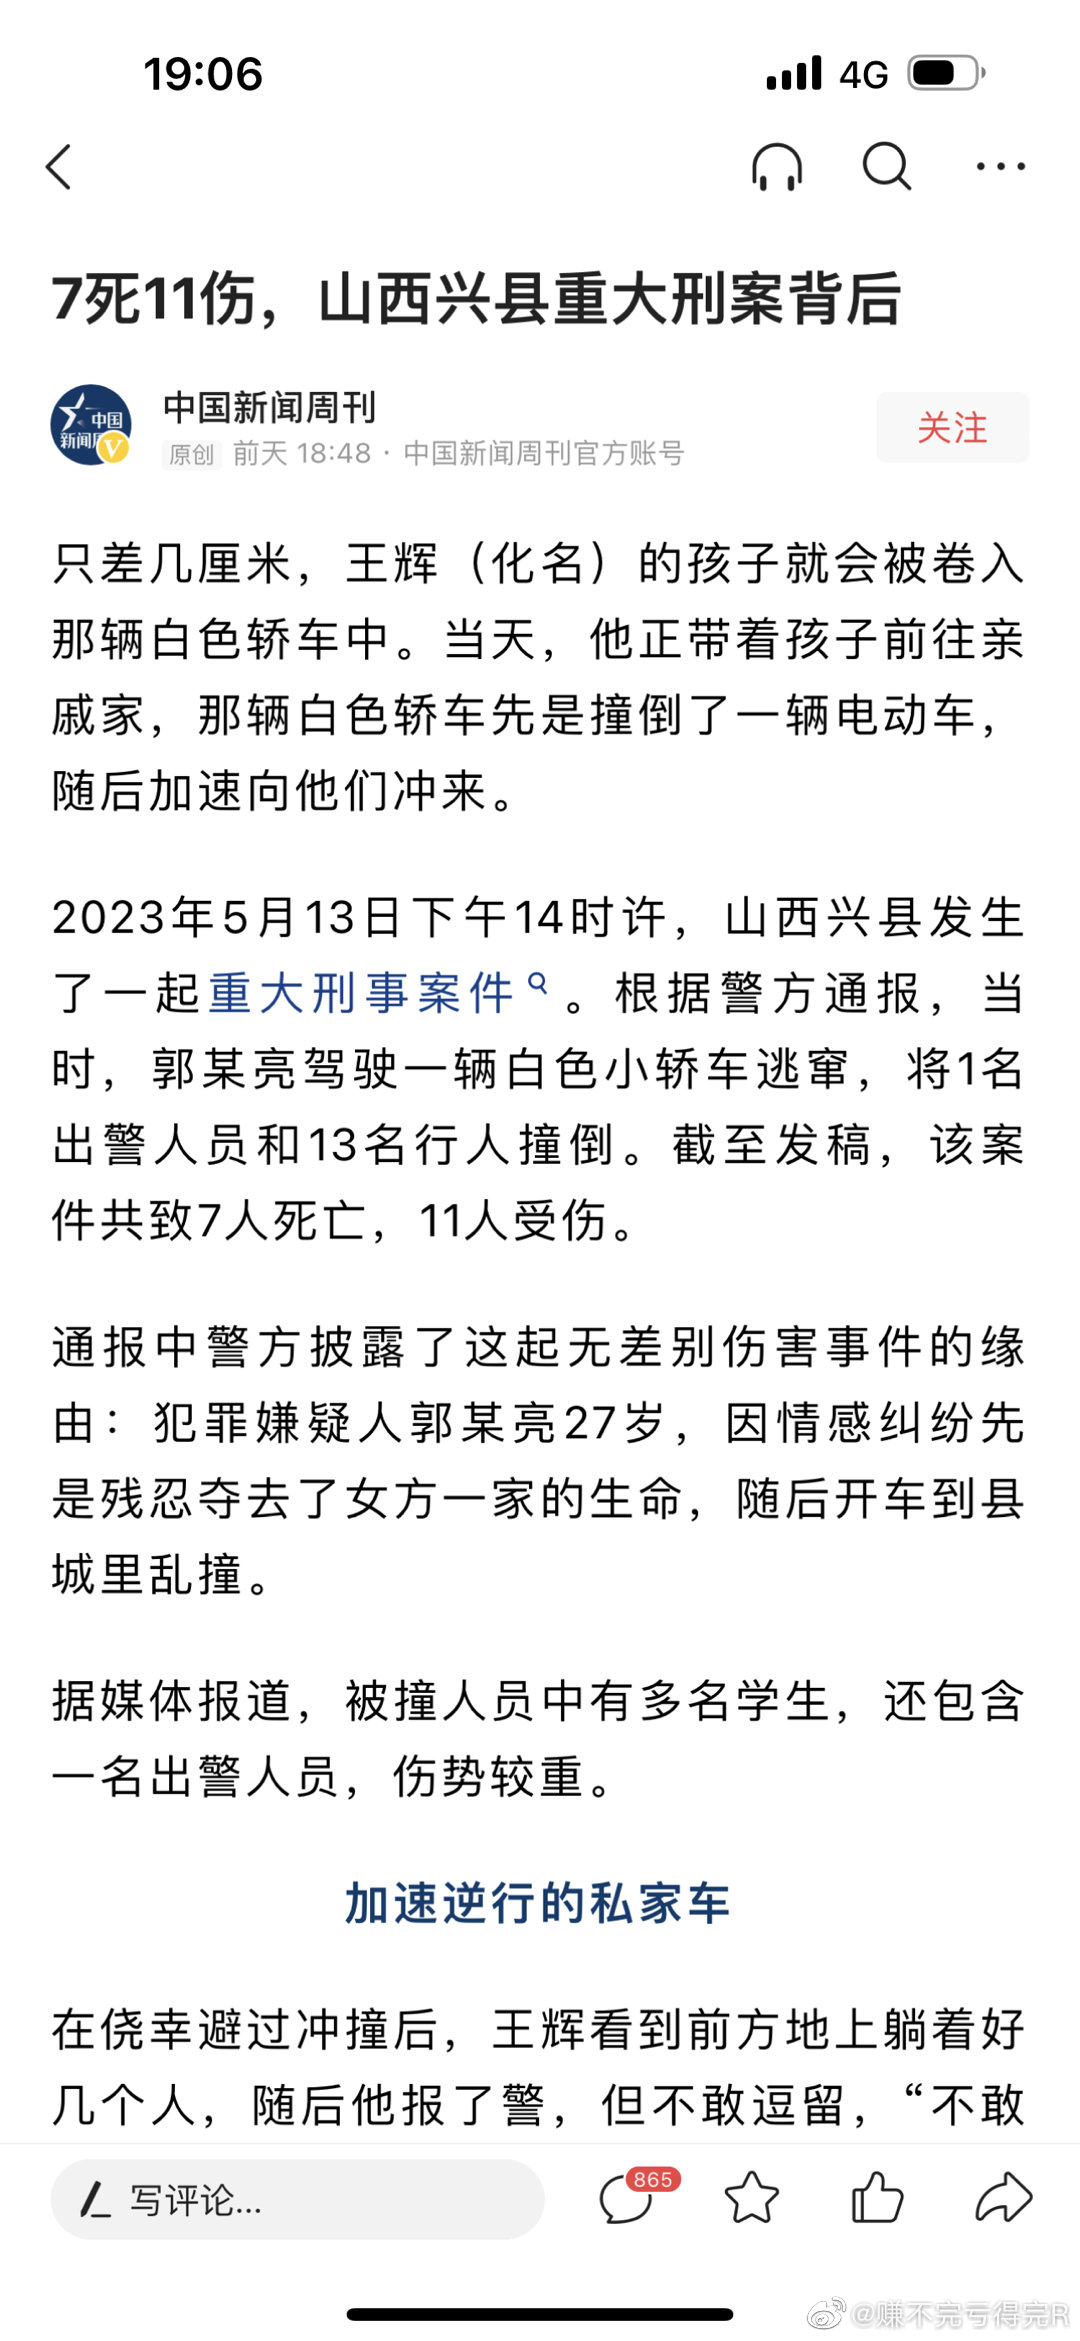 19:06
4G
7死11伤，山西兴县重大刑案背后
中国
新闻周
V
中国新闻周刊
原创 前天 18:48 · 中国新闻周刊官方账号
关注
只差几厘米，王辉（化名）的孩子就会被卷入
那辆白色轿车中。当天，他正带着孩子前往亲
戚家，那辆白色轿车先是撞倒了一辆电动车，
随后加速向他们冲来。
2023年5月13日下午14时许，山西兴县发生
了一起重大刑事案件。根据警方通报，当
时，郭某亮驾驶一辆白色小轿车逃窜，将1名
出警人员和13名行人撞倒。截至发稿，该案
件共致7人死亡，11人受伤。
通报中警方披露了这起无差别伤害事件的缘
由：犯罪嫌疑人郭某亮27岁，因情感纠纷先
是残忍夺去了女方一家的生命，随后开车到县
城里乱撞。
据媒体报道，被撞人员中有多名学生，还包含
一名出警人员，伤势较重。
加速逆行的私家车
在侥幸避过冲撞后，王辉看到前方地上躺着好
几个人，随后他报了警，但不敢逗留，“不敢
写评论...
865
@赚不完亏得完R